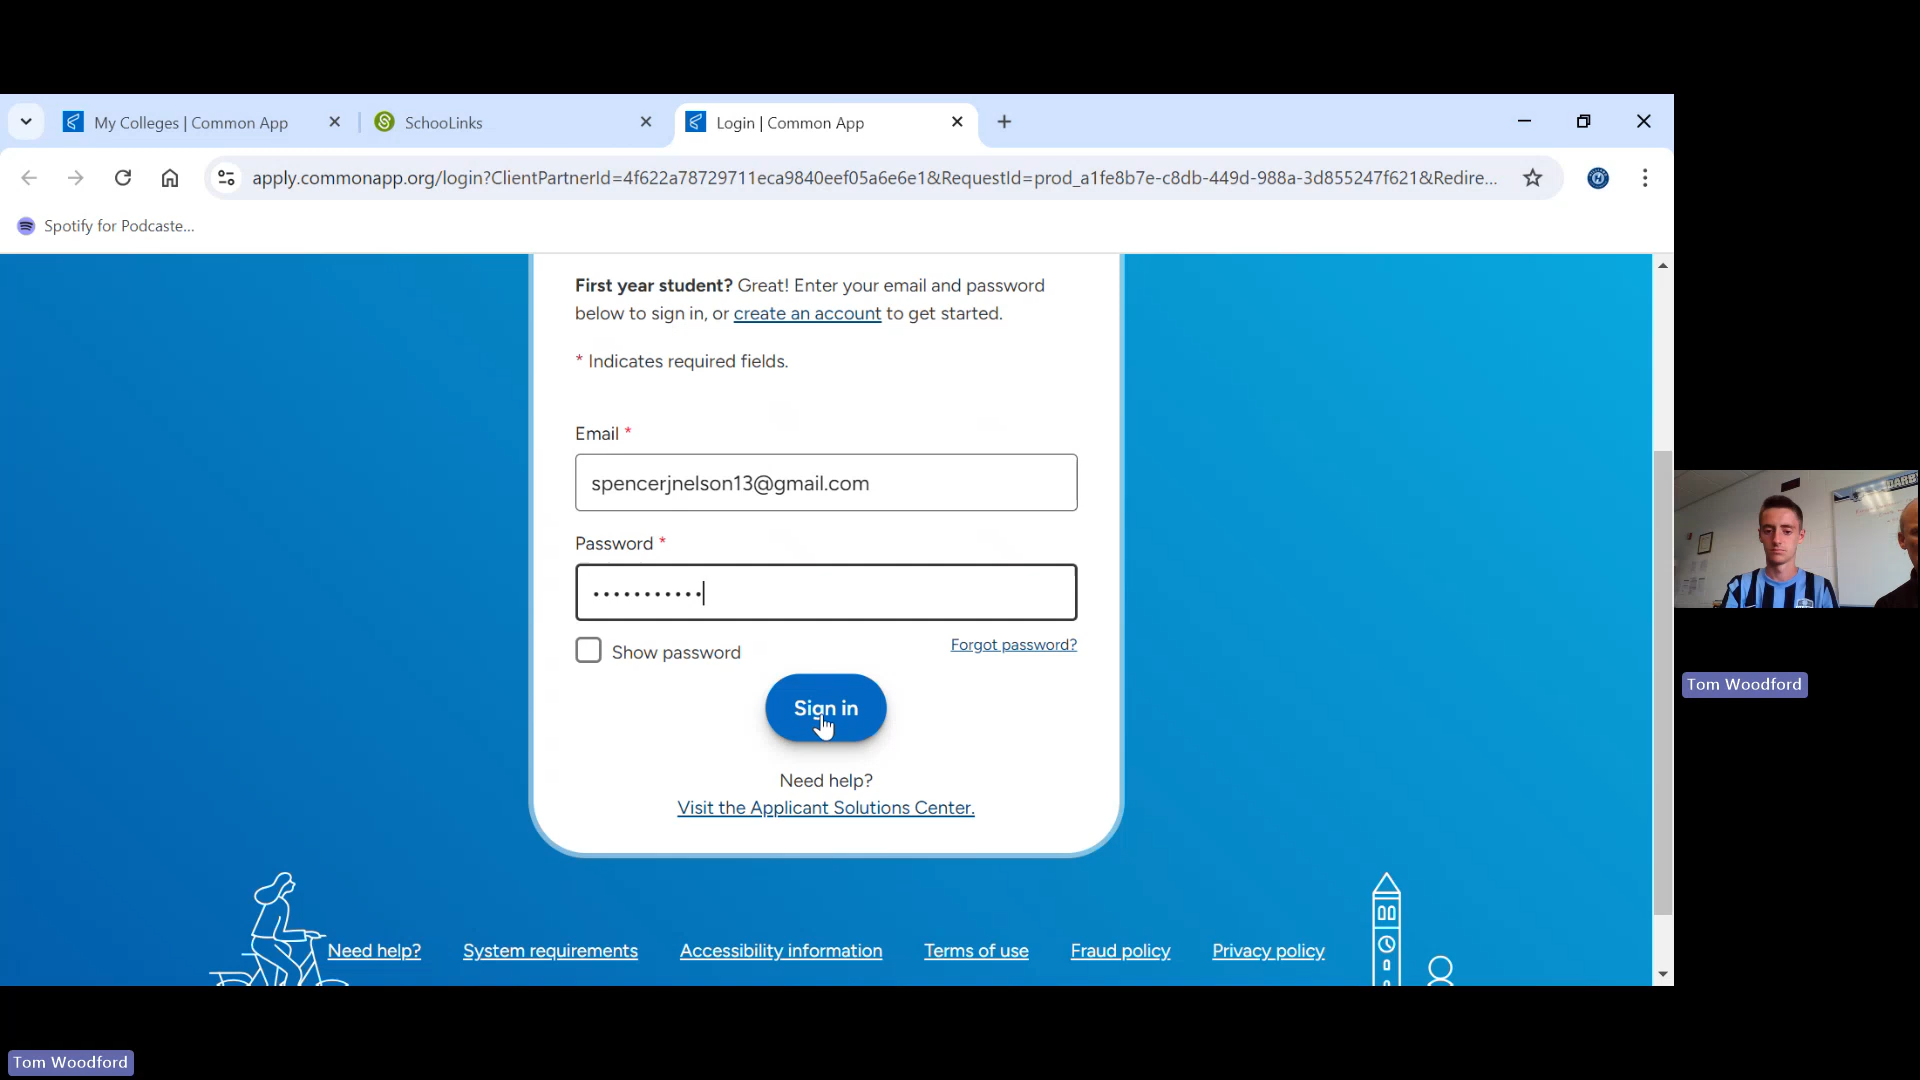 My Colleges | Common App
SchooLinks
Login | Common App
apply.commonapp.org/login?ClientPartnerId=4f622a78729711eca9840eef05a6e6e1&RequestId=prod_a1fe8b7e-c8db-449d-988a-3d855247f621&Redire...
Spotify for Podcaste...
First year student? Great! Enter your email and password
below to sign in, or create an account to get started.
* Indicates required fields.
Email *
spencerjnelson13@gmail.com
Password *
•••••••••••
Show password
Forgot password?
Sign in
Need help?
Visit the Applicant Solutions Center.
Need help?
System requirements
Accessibility information
Terms of use
Fraud policy
Privacy policy
Tom Woodford
Tom Woodford